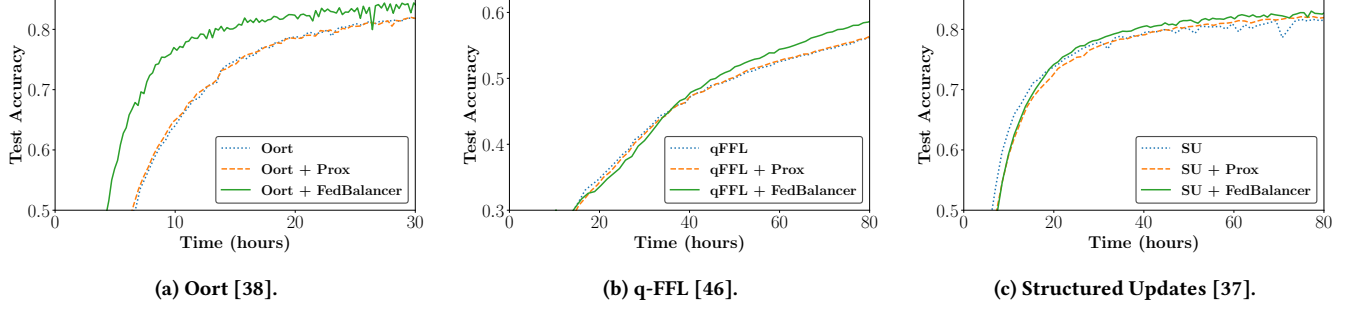 Test Accuracy
0.8
0.7
0.6
0.5
0
10
20
30
Time (hours)
Oort
Oort + Prox
Oort + FedBalancer
(a) Oort [38].
Test Accuracy
0.6
0.5
0.4
0.3
20
40
60
80
Time (hours)
qFFL
qFFL + Prox
qFFL + FedBalancer
(b) q-FFL [46].
Test Accuracy
0.8
0.7
0.6
0.5
0
20
40
60
80
Time (hours)
SU
SU + Prox
SU + FedBalancer
(c) Structured Updates [37].